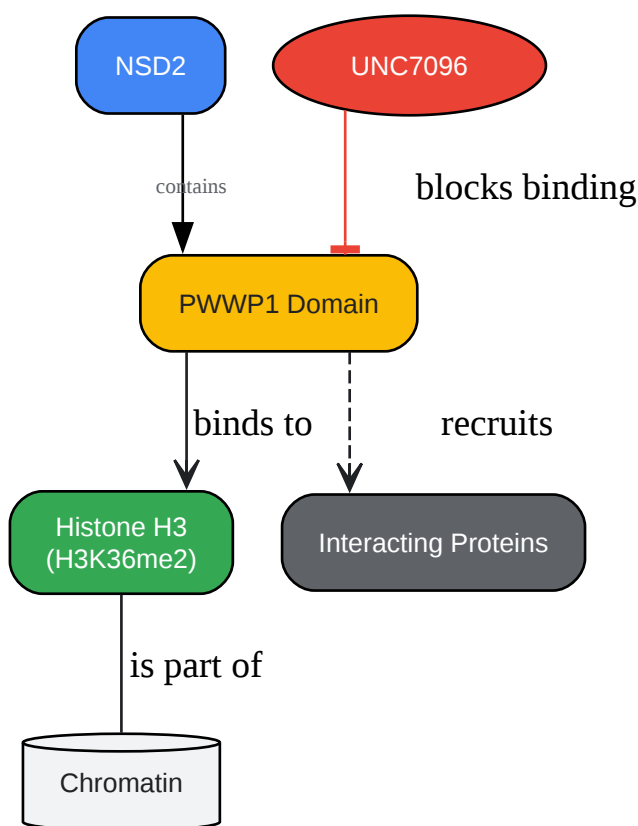 NSD2
UNC7096
contains
blocks binding
PWWP1 Domain
binds to
recruits
Histone H3
(H3K36me2)
Interacting Proteins
is part of
Chromatin